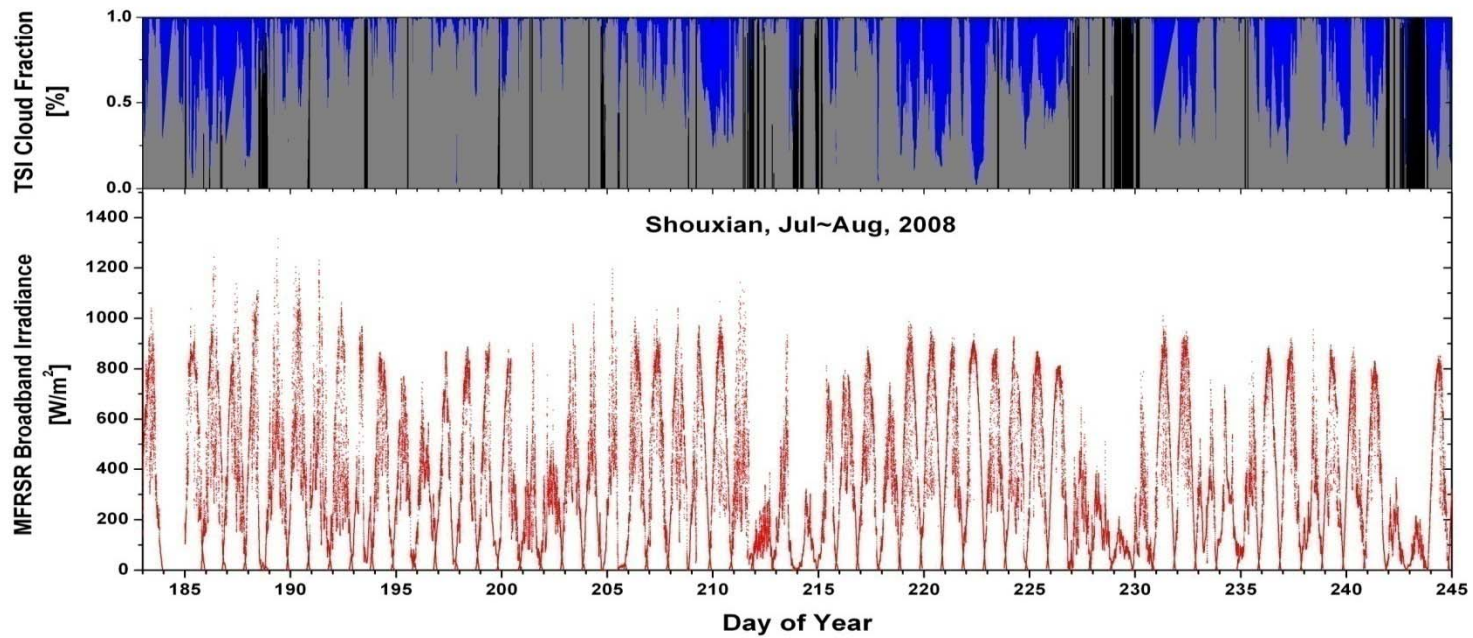 TSI Cloud Fraction
[%]
1.0
0.5
0.0
Shouxian, Jul~Aug, 2008
MFRSR Broadband Irradiance
[W/m²]
1400
1200
1000
800
600
400
200
0
185 190 195 200 205 210 215 220 225 230 235 240 245
Day of Year